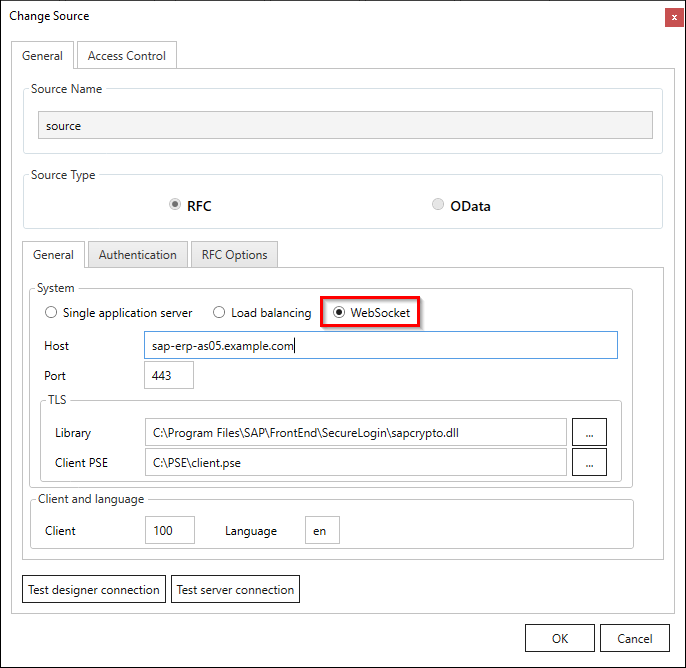 Change Source
x
General Access Control
Source Name
source
Source Type
RFC OData
General Authentication RFC Options
System
Single application server Load balancing WebSocket
Host sap-erp-as05.example.com
Port 443
TLS
Library C:\Program Files\SAP\FrontEnd\SecureLogin\sapcrypto.dll ...
Client PSE C:\PSE\client.pse ...
Client and language
Client 100 Language en
Test designer connection Test server connection
OK Cancel